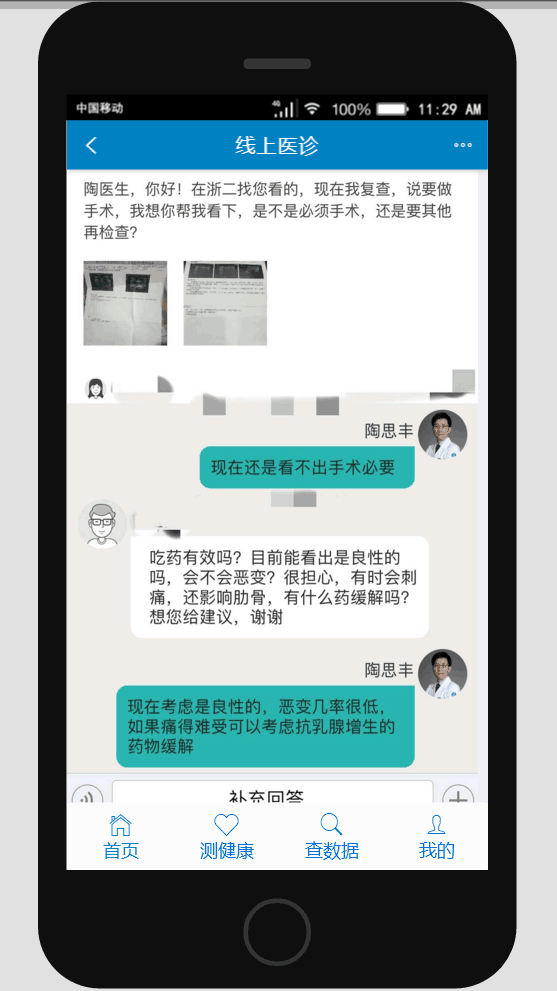 中国移动 4G 100% 11:29 AM
线上医诊
陶医生，你好！在浙二找您看的，现在我复查，说要做
手术，我想你帮我看下，是不是必须手术，还是要其他
再检查？
陶思丰
现在还是看不出手术必要
吃药有效吗？目前能看出是良性的
吗，会不会恶变？很担心，有时会刺
痛，还影响肋骨，有什么药缓解吗？
想您给建议，谢谢
陶思丰
现在考虑是良性的，恶变几率很低，
如果痛得难受可以考虑抗乳腺增生的
药物缓解
补充回答
首页 测健康 查数据 我的